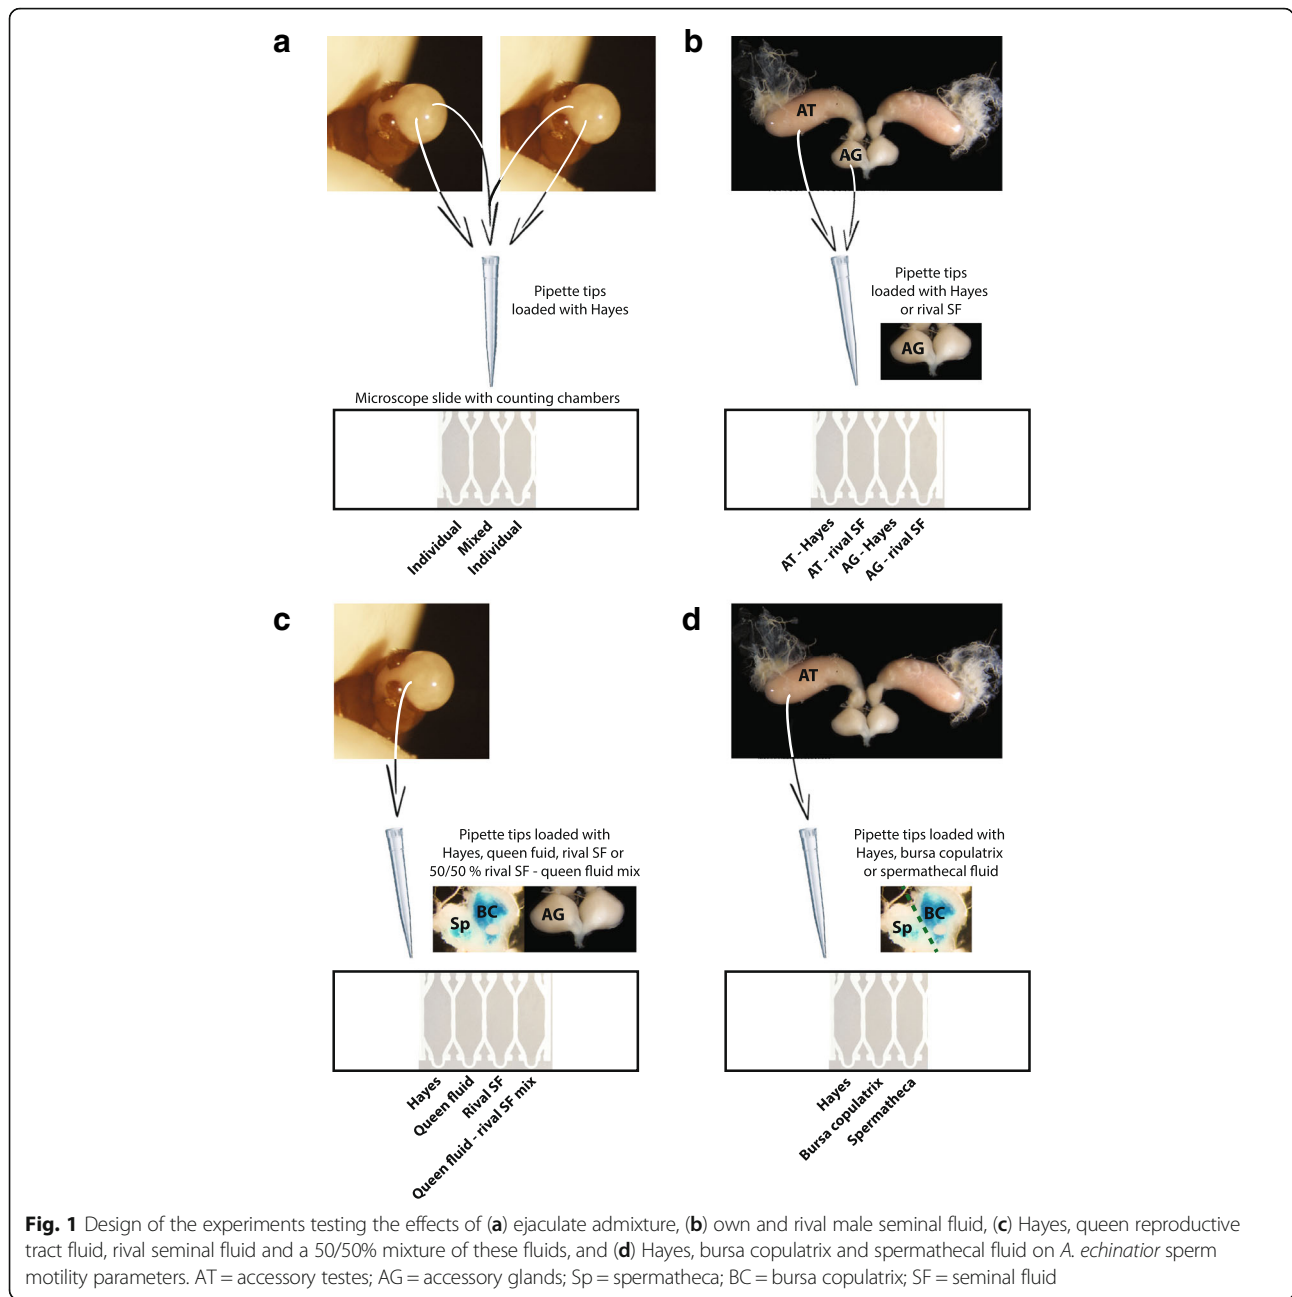 a
b
Pipette tips
loaded with Hayes
Microscope slide with counting chambers
Individual
Mixed
Individual
AT
AG
Pipette tips
loaded with Hayes
or rival SF
AG
AT - Hayes
AT - rival SF
AG - Hayes
AG - rival SF
c
d
Pipette tips loaded with
Hayes, queen fuid, rival SF or
50/50 % rival SF - queen fluid mix
Sp
BC
AG
Hayes
Queen fluid
Rival SF
Queen fluid - rival SF mix
AT
Pipette tips loaded with
Hayes, bursa copulatrix
or spermathecal fluid
Sp
BC
Hayes
Bursa copulatrix
Spermatheca
Fig. 1 Design of the experiments testing the effects of (a) ejaculate admixture, (b) own and rival male seminal fluid, (c) Hayes, queen reproductive
tract fluid, rival seminal fluid and a 50/50% mixture of these fluids, and (d) Hayes, bursa copulatrix and spermathecal fluid on A. echinatior sperm
motility parameters. AT = accessory testes; AG = accessory glands; Sp = spermatheca; BC = bursa copulatrix; SF = seminal fluid